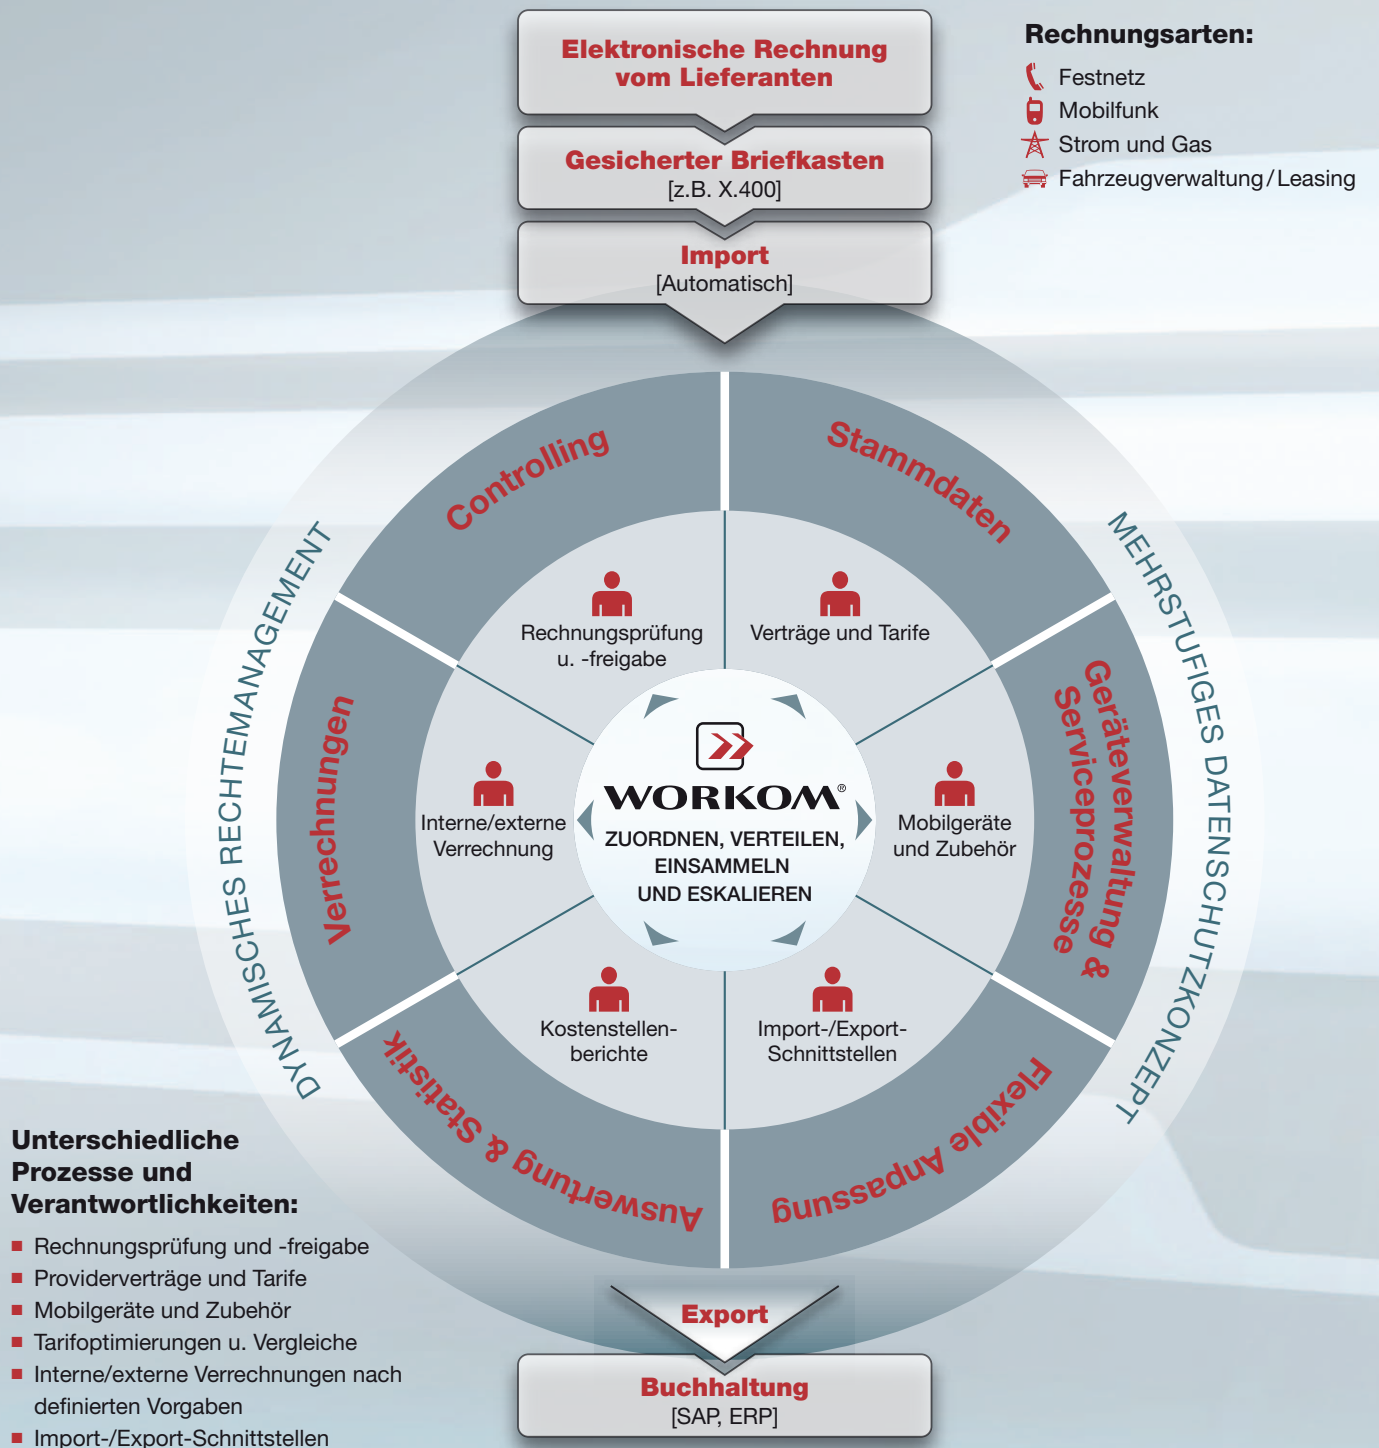 Elektronische Rechnung
vom Lieferanten
Gesicherter Briefkasten
[z.B. X.400]
Import
[Automatisch]
Rechnungsarten:
Festnetz
Mobilfunk
Strom und Gas
Fahrzeugverwaltung/Leasing
Controlling
Stammdaten
DYNAMISCHES RECHTEMANAGEMENT
MEHRSTUFIGES DATENSCHUTZKONZEPT
Rechnungsprüfung
u. -freigabe
Verträge und Tarife
Verrechnungen
Geräteverwaltung &
Serviceprozesse
Interne/externe
Verrechnung
WORKOM®
ZUORDNEN, VERTEILEN,
EINSAMMELN
UND ESKALIEREN
Mobilgeräte
und Zubehör
Kostenstellen-
berichte
Import-/Export-
Schnittstellen
Auswertung & Statistik
Flexible Anpassung
Unterschiedliche
Prozesse und
Verantwortlichkeiten:
Rechnungsprüfung und -freigabe
Providerverträge und Tarife
Mobilgeräte und Zubehör
Tarifoptimierungen u. Vergleiche
Interne/externe Verrechnungen nach
definierten Vorgaben
Import-/Export-Schnittstellen
Export
Buchhaltung
[SAP, ERP]